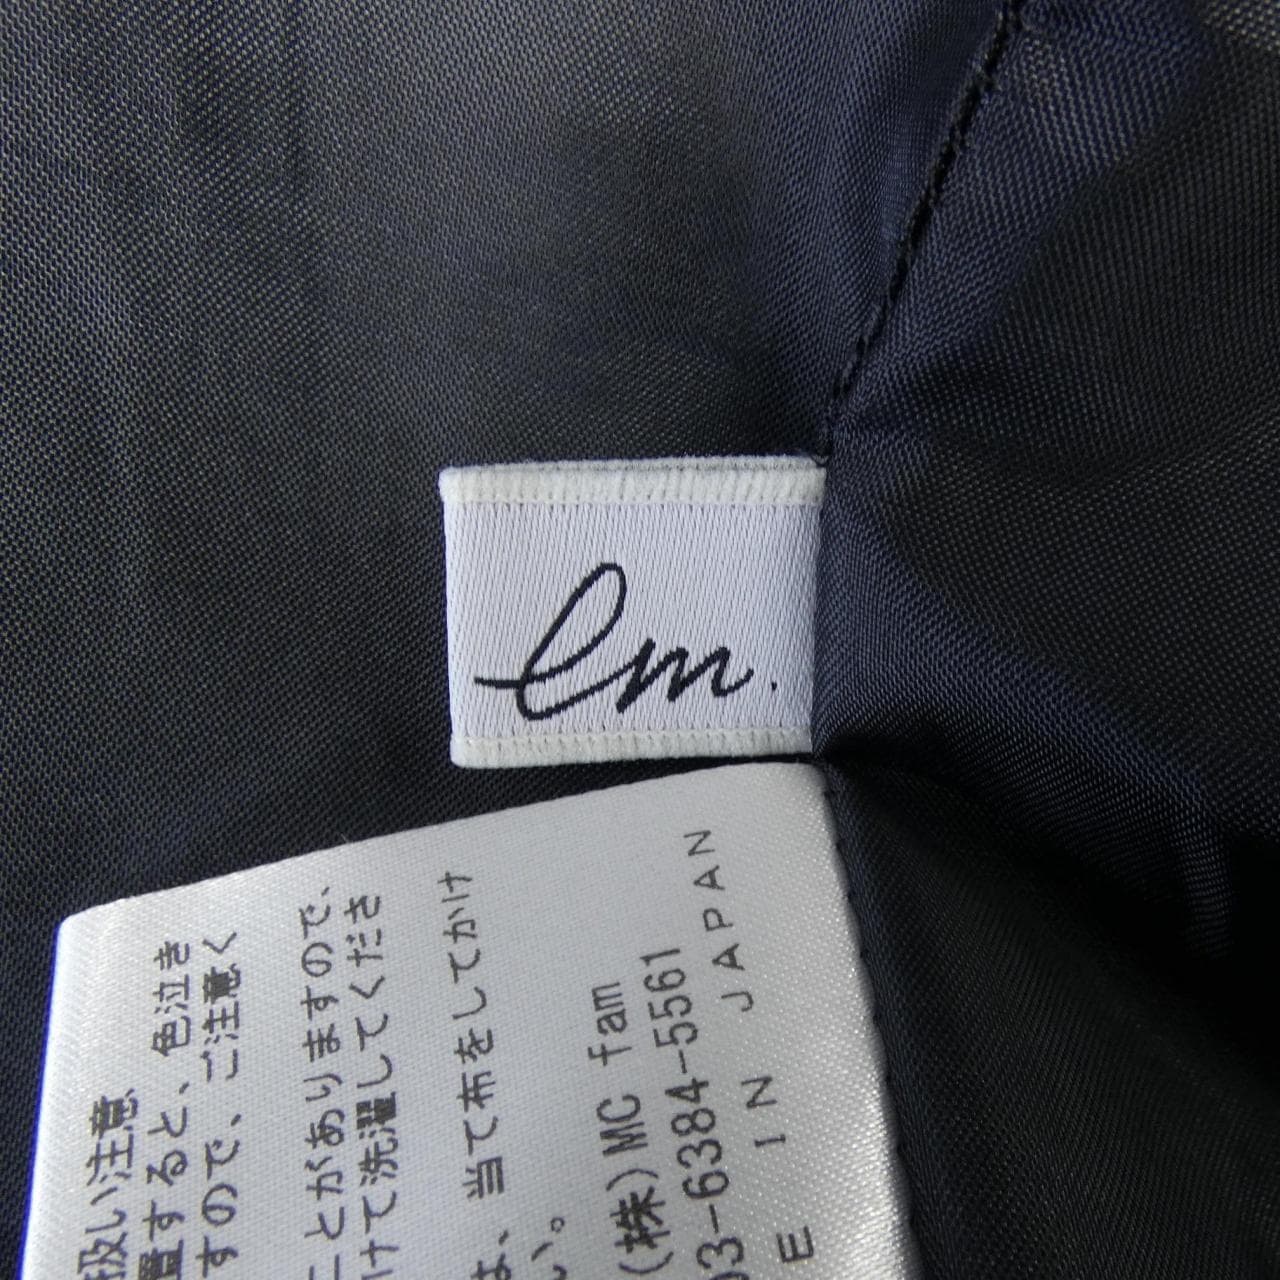 lm.
扱い注意
置すると、色泣き
すので、ご注意く
ことがありますので、
けて洗濯してくださ
は、当て布をしてかけ
い。
(株)MC fam
03-6384-5561
E IN JAPAN